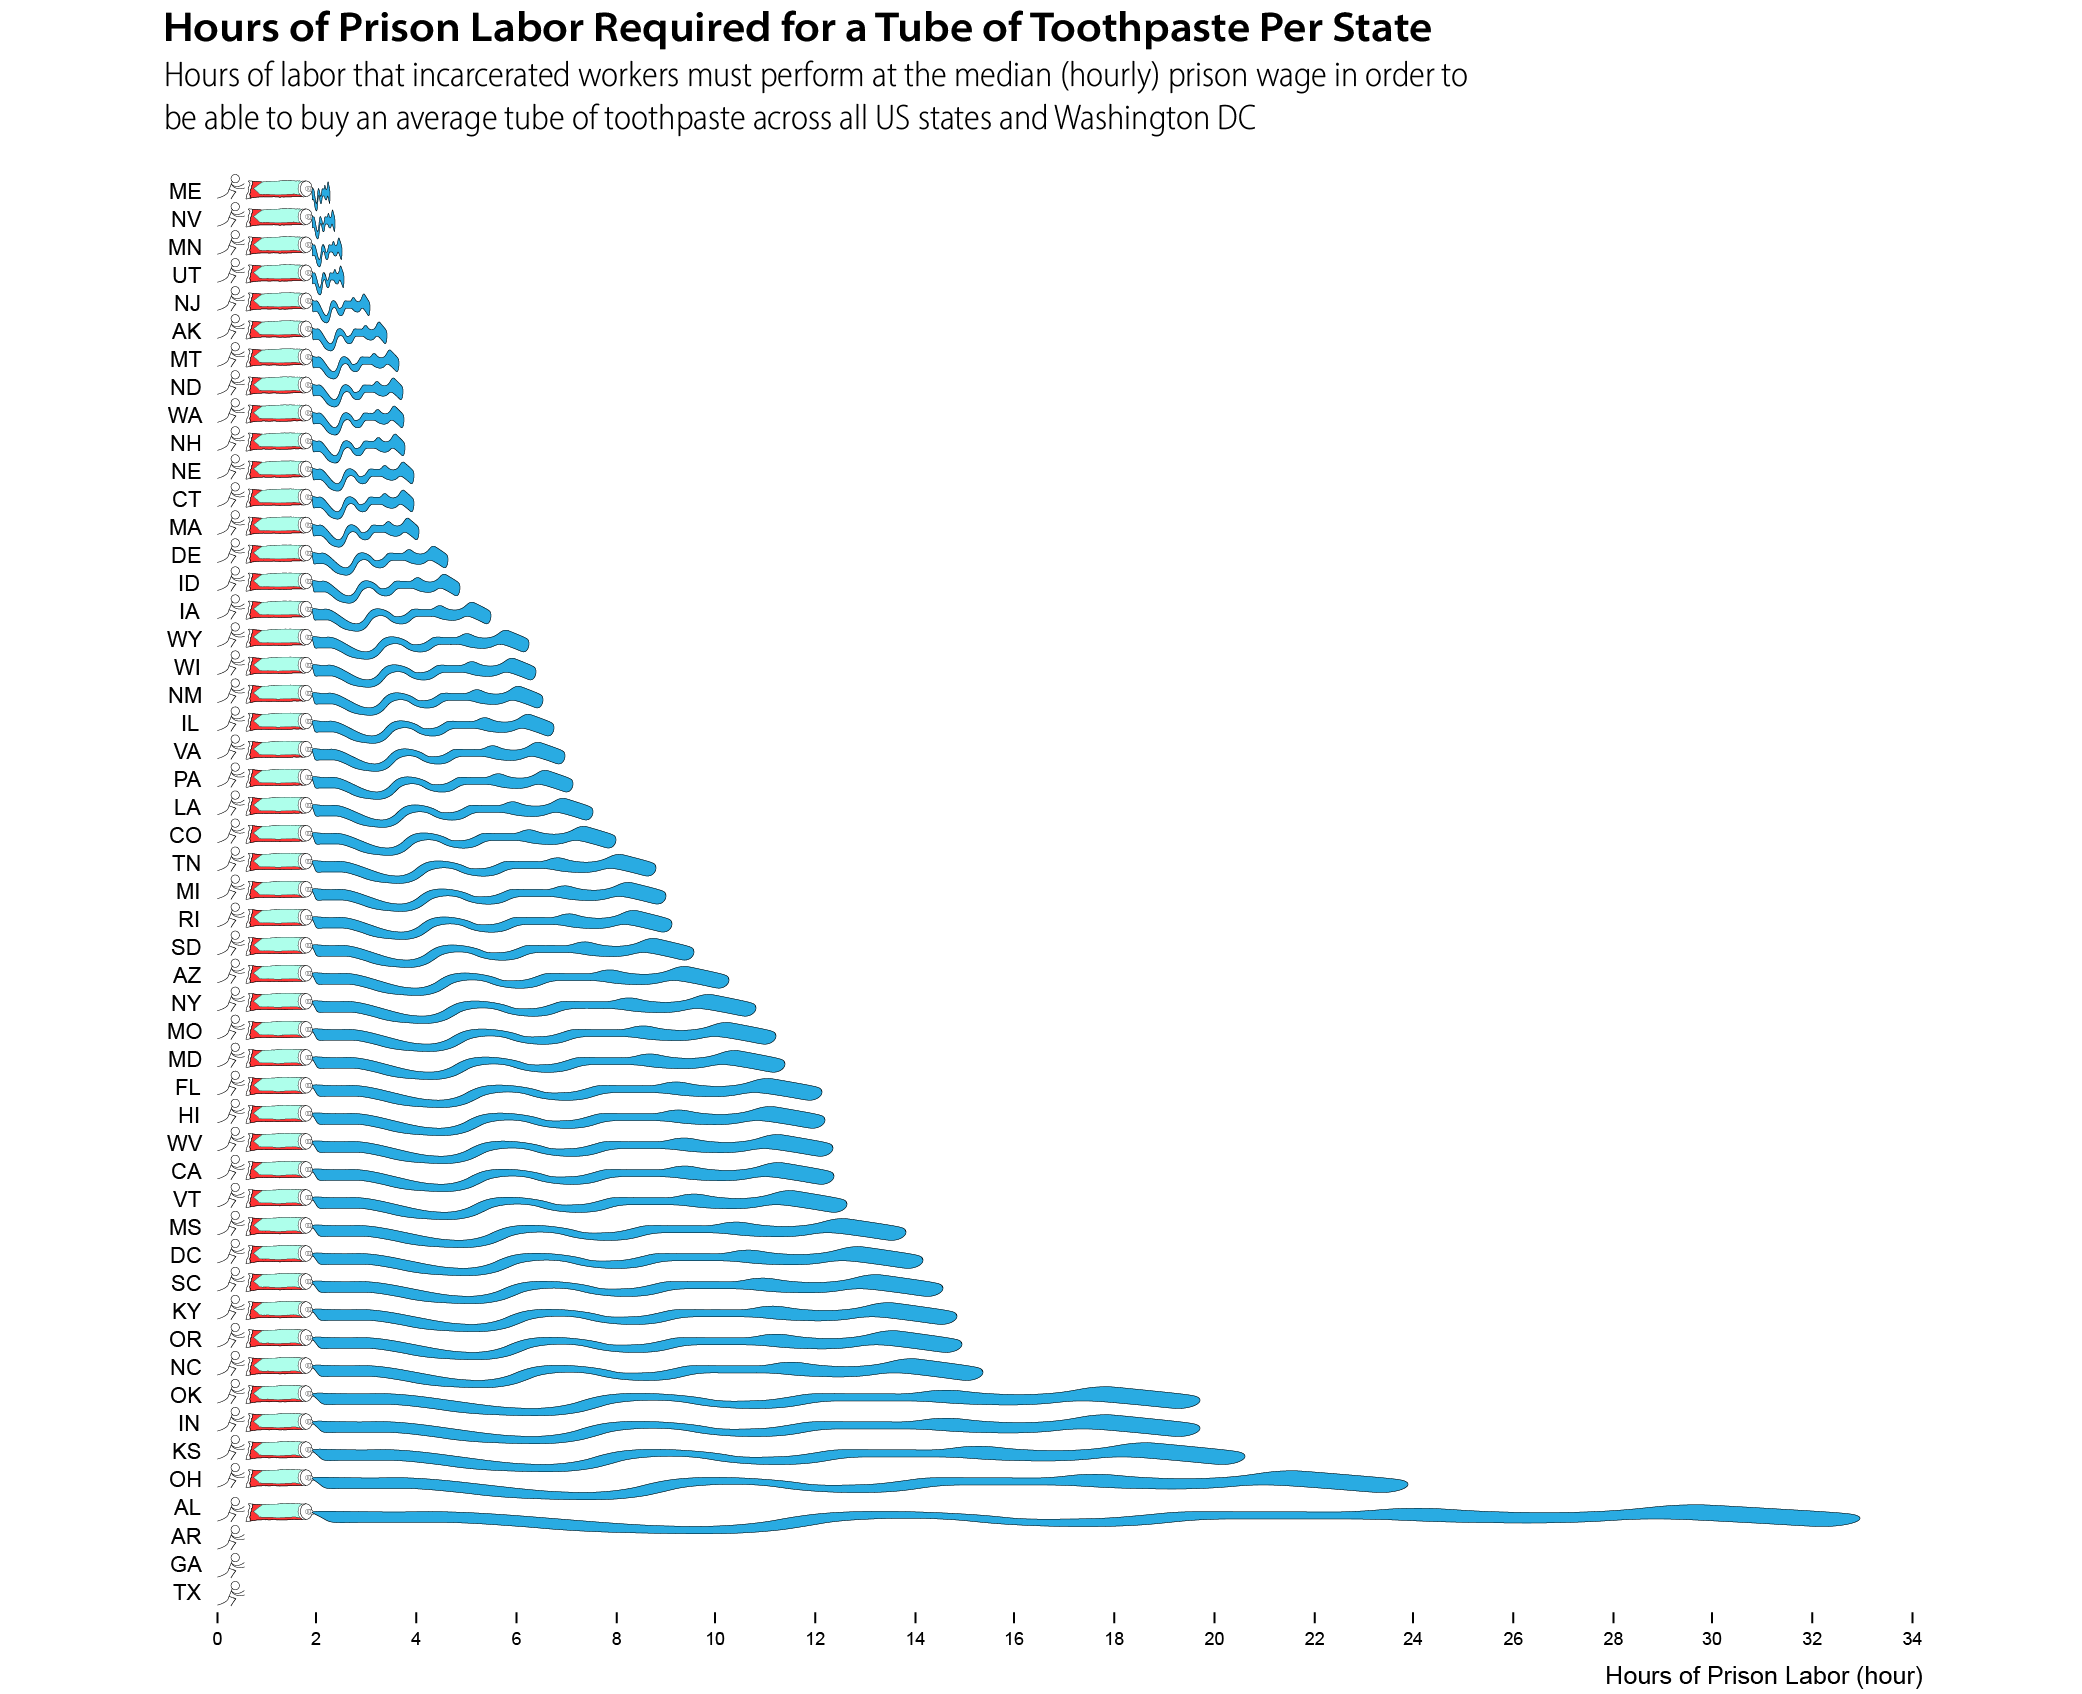 Hours of Prison Labor Required for a Tube of Toothpaste Per State
Hours of labor that incarcerated workers must perform at the median (hourly) prison wage in order to
be able to buy an average tube of toothpaste across all US states and Washington DC
ME
NV
MN
UT
NJ
AK
MT
ND
WA
NH
NE
CT
MA
DE
ID
IA
WY
WI
NM
IL
VA
PA
LA
CO
TN
MI
RI
SD
AZ
NY
MO
MD
FL
HI
WV
CA
VT
MS
DC
SC
KY
OR
NC
OK
IN
KS
OH
AL
AR
GA
TX
0 2 4 6 8 10 12 14 16 18 20 22 24 26 28 30 32 34
Hours of Prison Labor (hour)